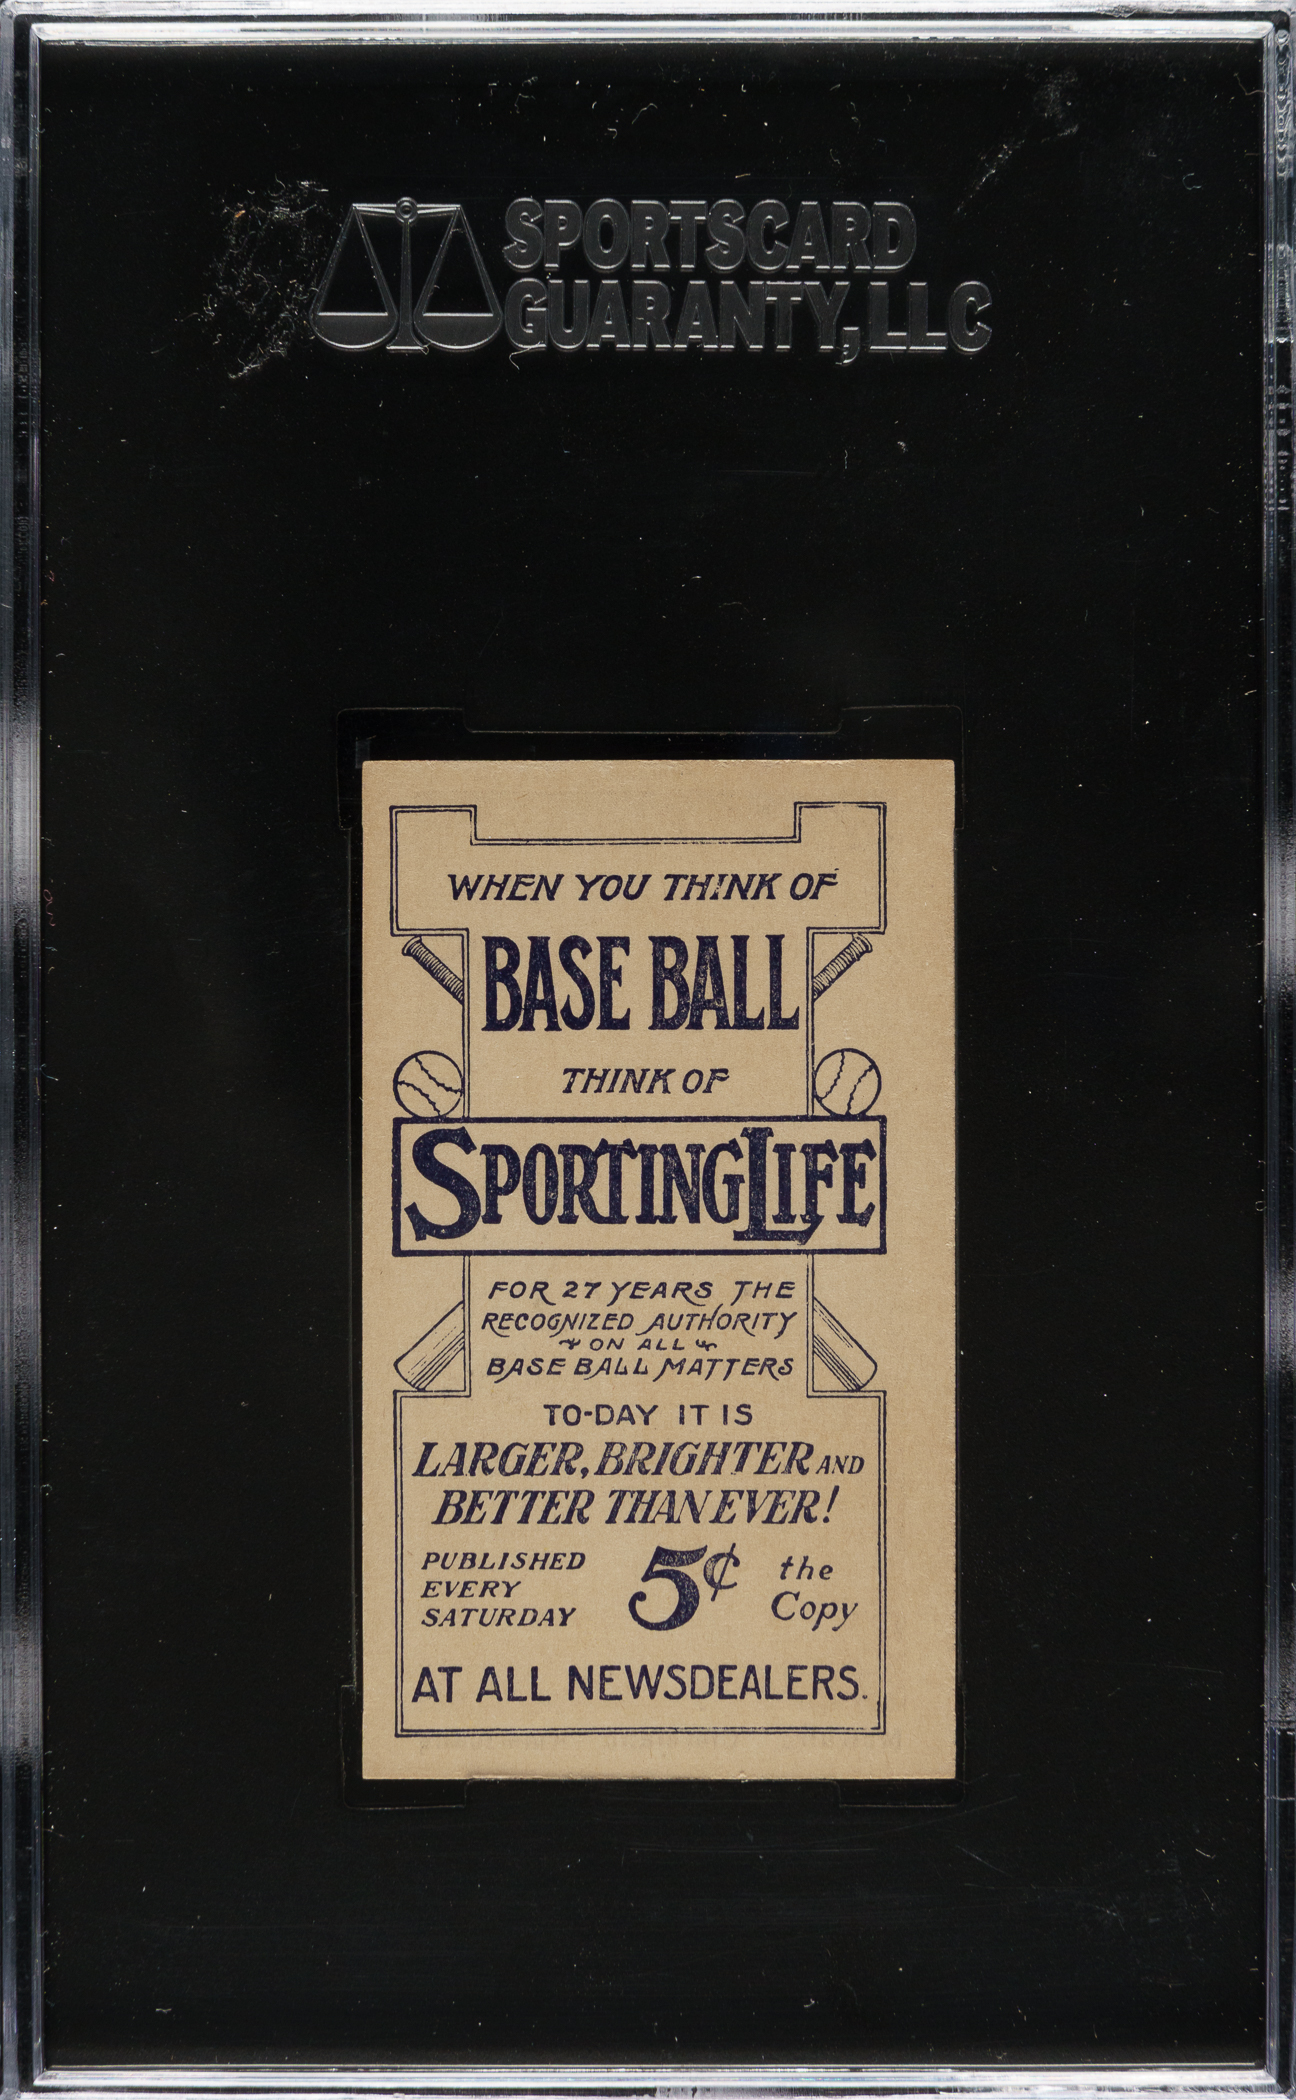 SPORTSCARD
GUARANTY, LLC
WHEN YOU THINK OF
BASE BALL
THINK OF
SPORTING LIFE
FOR 27 YEARS THE
RECOGNIZED AUTHORITY
ON ALL
BASE BALL MATTERS
TO-DAY IT IS
LARGER, BRIGHTER AND
BETTER THAN EVER!
PUBLISHED
EVERY
SATURDAY
5¢
the
Copy
AT ALL NEWSDEALERS.